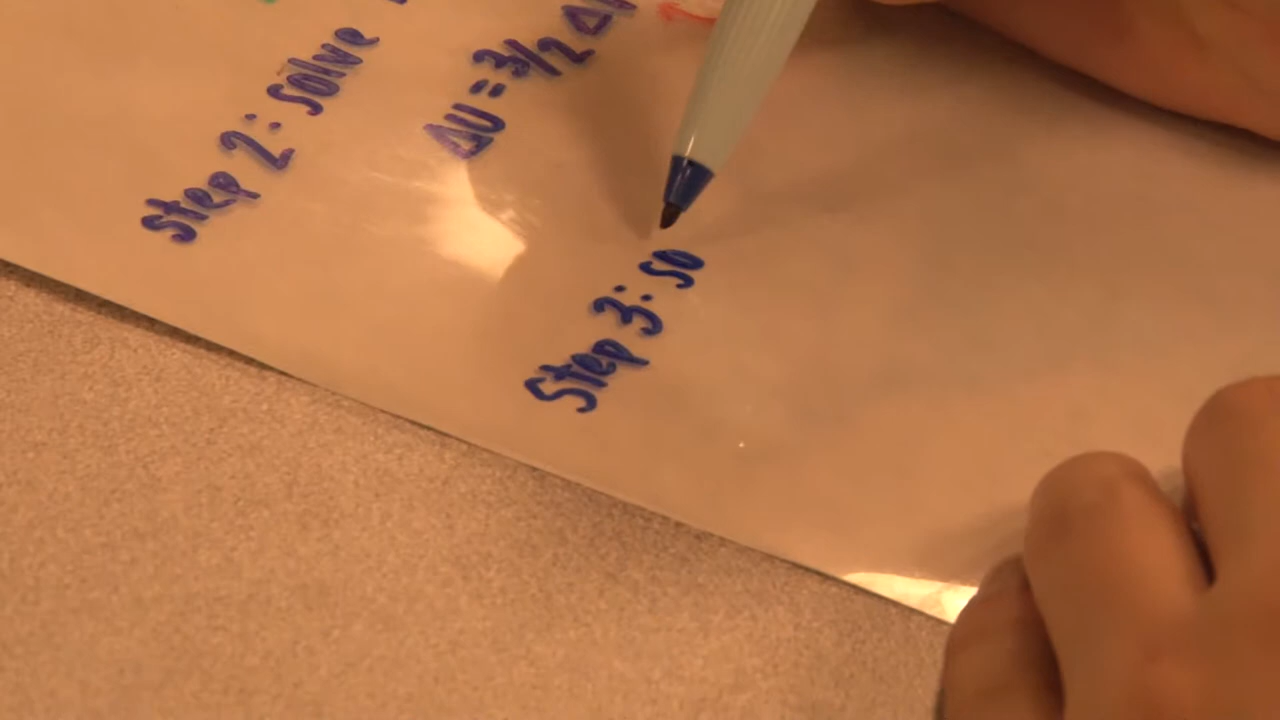 step 2: solve
ΔU = 3/2 Δ
Step 3: so